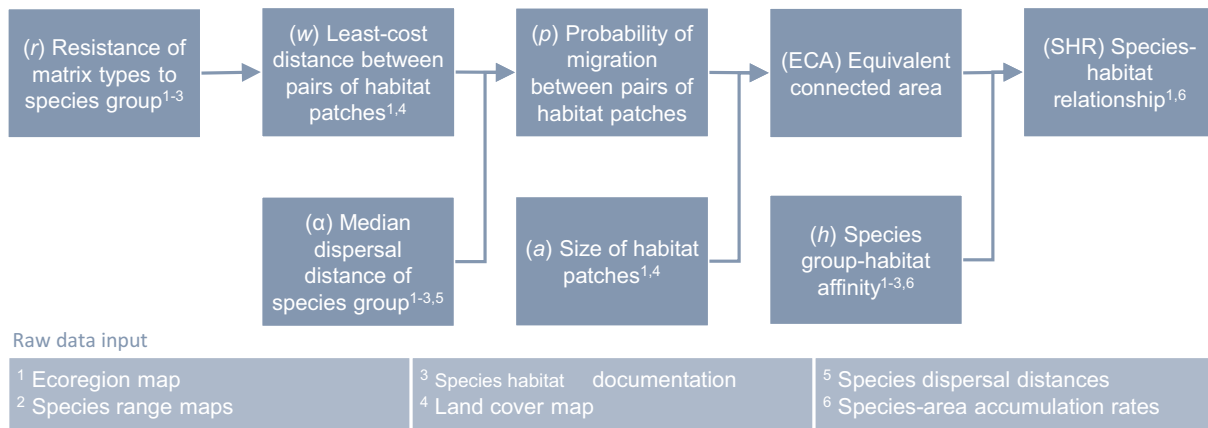 (r) Resistance of
matrix types to
species group1-3
(w) Least-cost
distance between
pairs of habitat
patches1,4
(p) Probability of
migration
between pairs of
habitat patches
(ECA) Equivalent
connected area
(SHR) Species-
habitat
relationship1,6
(α) Median
dispersal
distance of
species group1-3,5
(a) Size of habitat
patches1,4
(h) Species
group-habitat
affinity1-3,6
Raw data input
1 Ecoregion map
2 Species range maps
3 Species habitat documentation
4 Land cover map
5 Species dispersal distances
6 Species-area accumulation rates